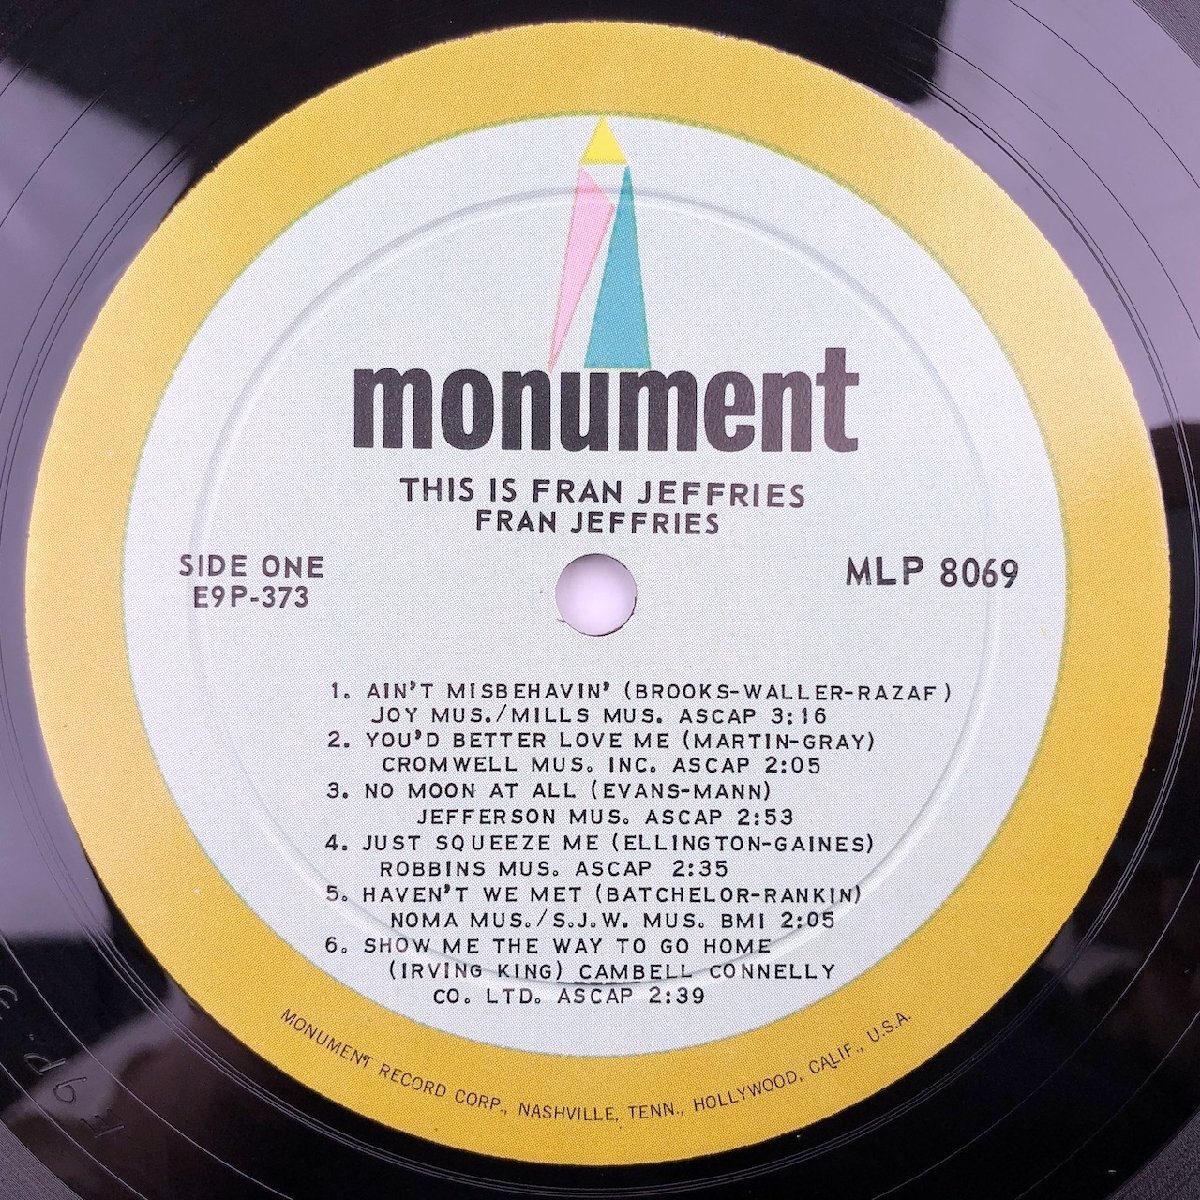 monument
THIS IS FRAN JEFFRIES
FRAN JEFFRIES
SIDE ONE
E9P-373
MLP 8069
1. AIN'T MISBEHAVIN' (BROOKS-WALLER-RAZAF)
JOY MUS./MILLS MUS. ASCAP 3:16
2. YOU'D BETTER LOVE ME (MARTIN-GRAY)
CROMWELL MUS. INC. ASCAP 2:05
3. NO MOON AT ALL (EVANS-MANN)
JEFFERSON MUS. ASCAP 2:53
4. JUST SQUEEZE ME (ELLINGTON-GAINES)
ROBBINS MUS. ASCAP 2:35
5. HAVEN'T WE MET (BATCHELOR-RANKIN)
NOMA MUS./S.J.W. MUS. BMI 2:05
6. SHOW ME THE WAY TO GO HOME
(IRVING KING) CAMBELL CONNELLY
CO. LTD. ASCAP 2:39
MONUMENT RECORD CORP., NASHVILLE, TENN., HOLLYWOOD, CALIF., U.S.A.